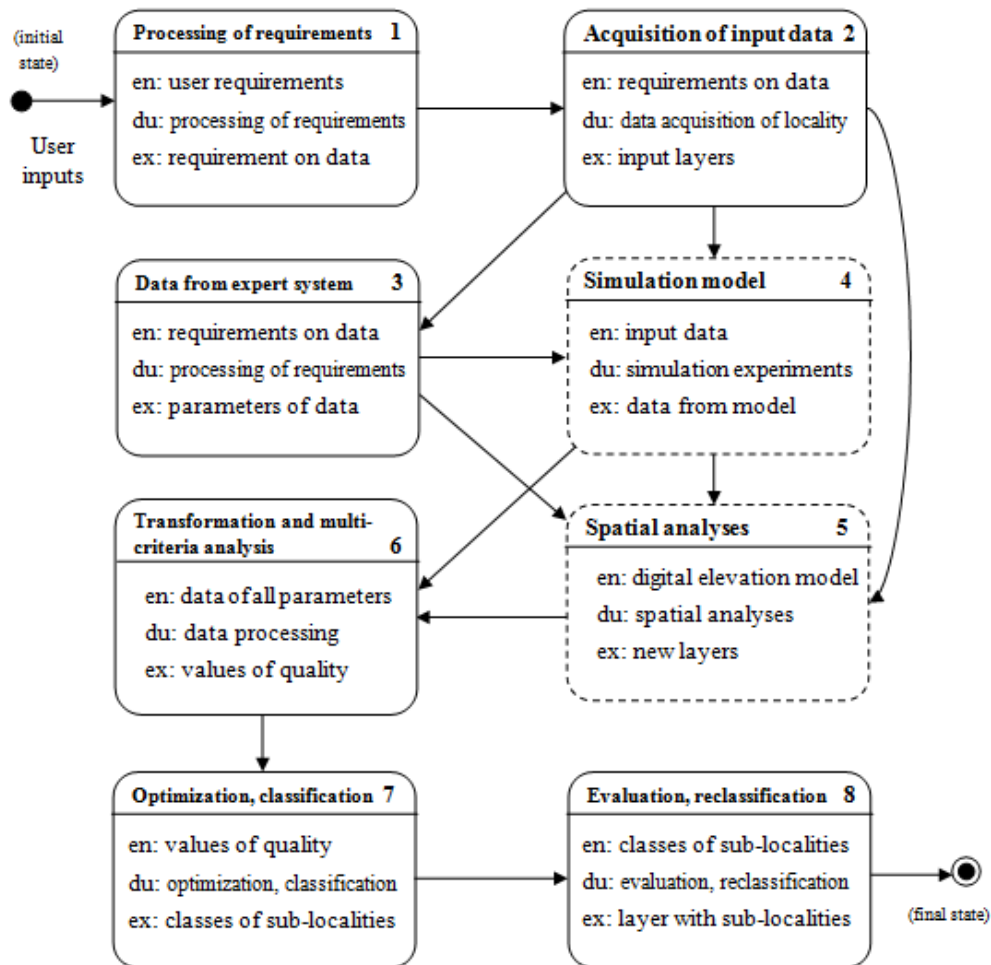 (initial
state)
User
inputs
Processing of requirements 1
en: user requirements
du: processing of requirements
ex: requirement on data
Acquisition of input data 2
en: requirements on data
du: data acquisition of locality
ex: input layers
Data from expert system 3
en: requirements on data
du: processing of requirements
ex: parameters of data
Simulation model 4
en: input data
du: simulation experiments
ex: data from model
Spatial analyses 5
en: digital elevation model
du: spatial analyses
ex: new layers
Transformation and multi-
criteria analysis 6
en: data of all parameters
du: data processing
ex: values of quality
Optimization, classification 7
en: values of quality
du: optimization, classification
ex: classes of sub-localities
Evaluation, reclassification 8
en: classes of sub-localities
du: evaluation, reclassification
ex: layer with sub-localities
(final state)